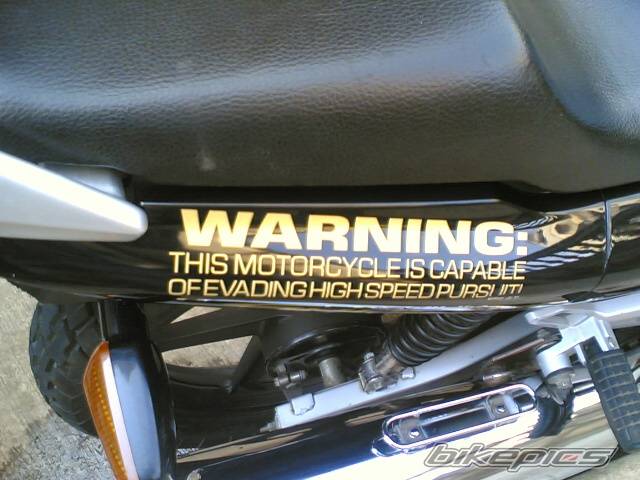 WARNING:
THIS MOTORCYCLE IS CAPABLE
OF EVADING HIGH SPEED PURSUIT!
bikepics